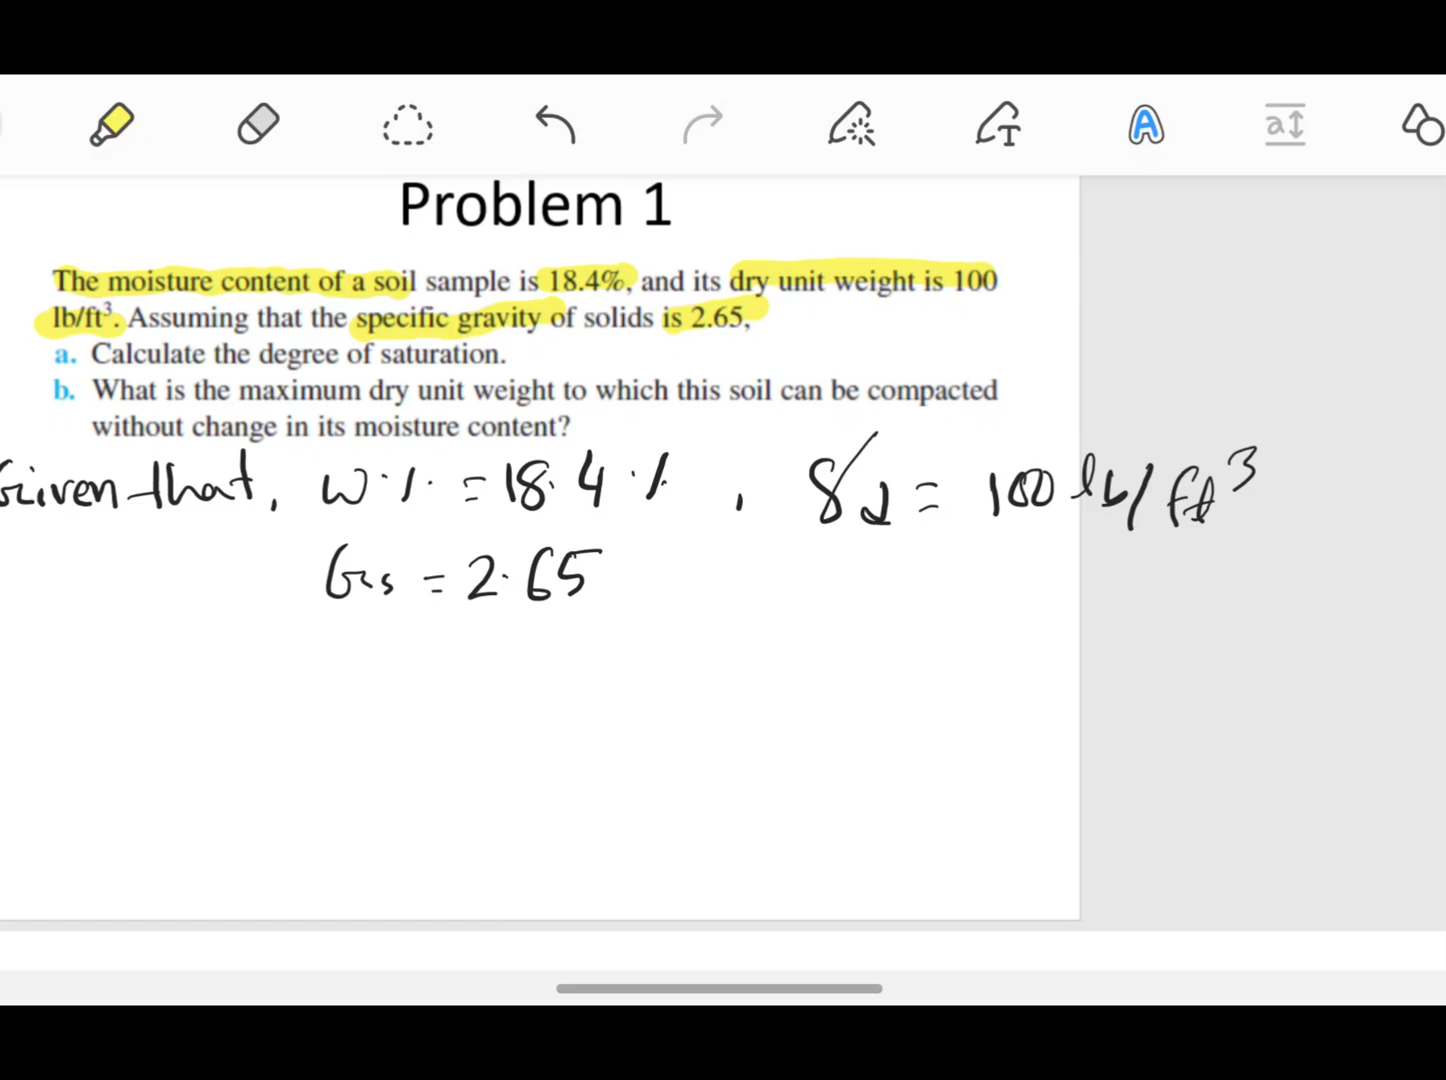 Problem 1
The moisture content of a soil sample is 18.4%, and its dry unit weight is 100
lb/ft³. Assuming that the specific gravity of solids is 2.65,
a. Calculate the degree of saturation.
b. What is the maximum dry unit weight to which this soil can be compacted
without change in its moisture content?
Given that, w% = 18.4%, γd = 100 lb/ft³
Gs = 2.65